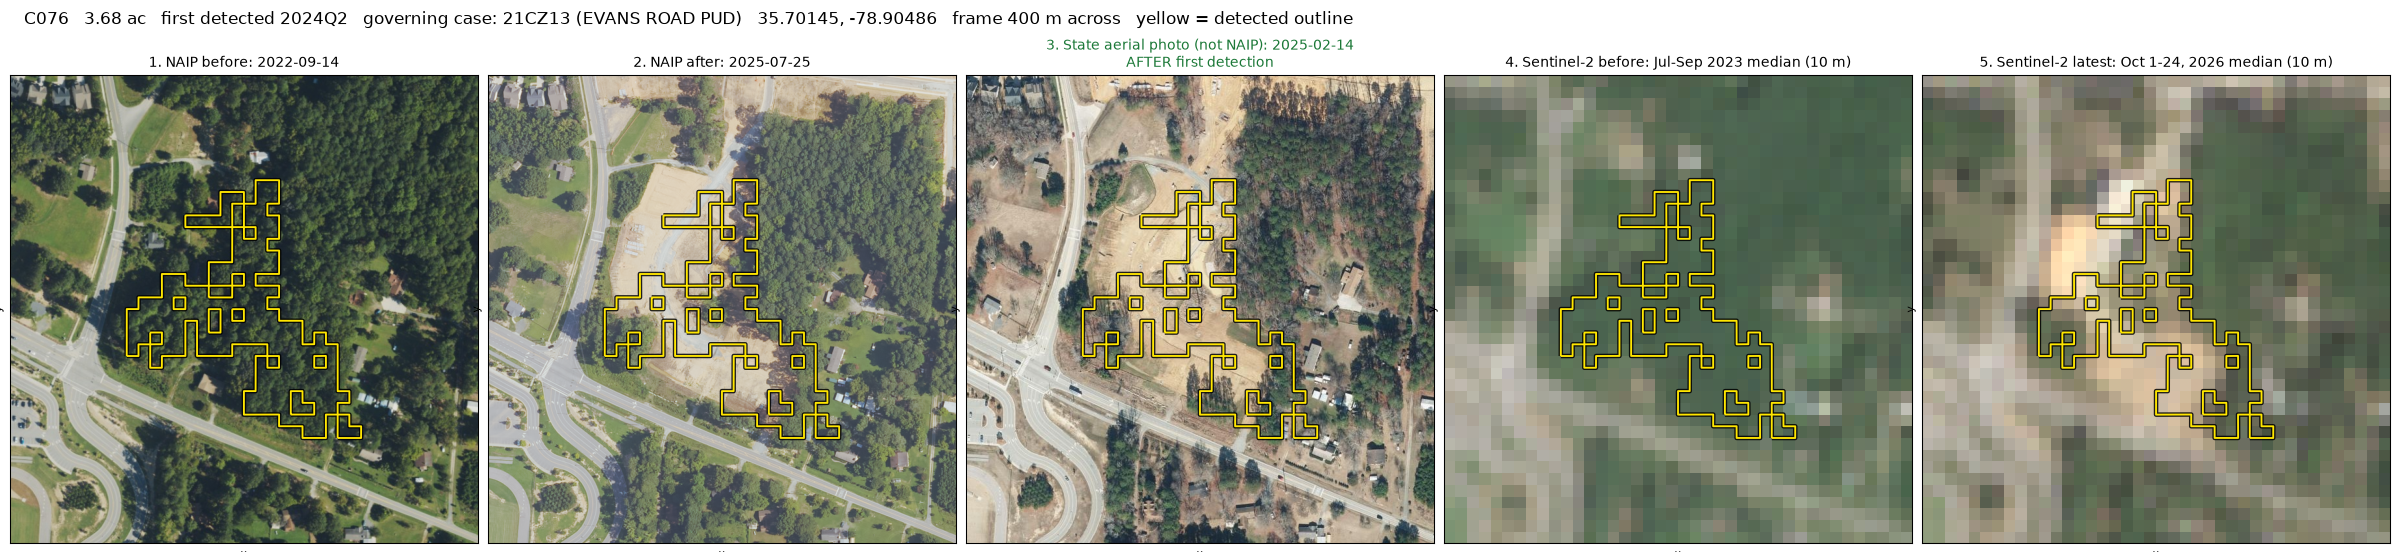 C076   3.68 ac   first detected 2024Q2   governing case: 21CZ13 (EVANS ROAD PUD)   35.70145, -78.90486   frame 400 m across   yellow = detected outline
1. NAIP before: 2022-09-14
2. NAIP after: 2025-07-25
3. State aerial photo (not NAIP): 2025-02-14
AFTER first detection
4. Sentinel-2 before: Jul-Sep 2023 median (10 m)
5. Sentinel-2 latest: Oct 1-24, 2026 median (10 m)